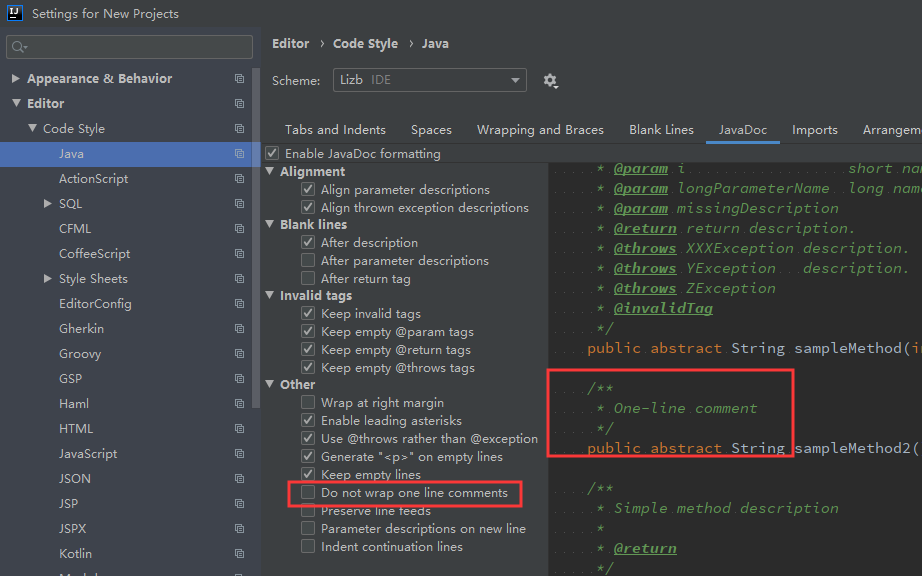 Settings for New Projects
Editor › Code Style › Java
Scheme: Lizb IDE
Appearance & Behavior
Editor
Code Style
Java
ActionScript
SQL
CFML
CoffeeScript
Style Sheets
EditorConfig
Gherkin
Groovy
GSP
Haml
HTML
JavaScript
JSON
JSP
JSPX
Kotlin
Tabs and Indents Spaces Wrapping and Braces Blank Lines JavaDoc Imports Arrangem
Enable JavaDoc formatting
Alignment
Align parameter descriptions
Align thrown exception descriptions
Blank lines
After description
After parameter descriptions
After return tag
Invalid tags
Keep invalid tags
Keep empty @param tags
Keep empty @return tags
Keep empty @throws tags
Other
Wrap at right margin
Enable leading asterisks
Use @throws rather than @exception
Generate "<p>" on empty lines
Keep empty lines
Do not wrap one line comments
Preserve line feeds
Parameter descriptions on new line
Indent continuation lines
* @param i short nam
* @param longParameterName long name
* @param missingDescription
* @return return description.
* @throws XXXException description.
* @throws YException description.
* @throws ZException
* @invalidTag
*/
public abstract String sampleMethod(in
/**
* One-line comment
*/
public abstract String sampleMethod2(
/**
* Simple method description
*
* @return
*/